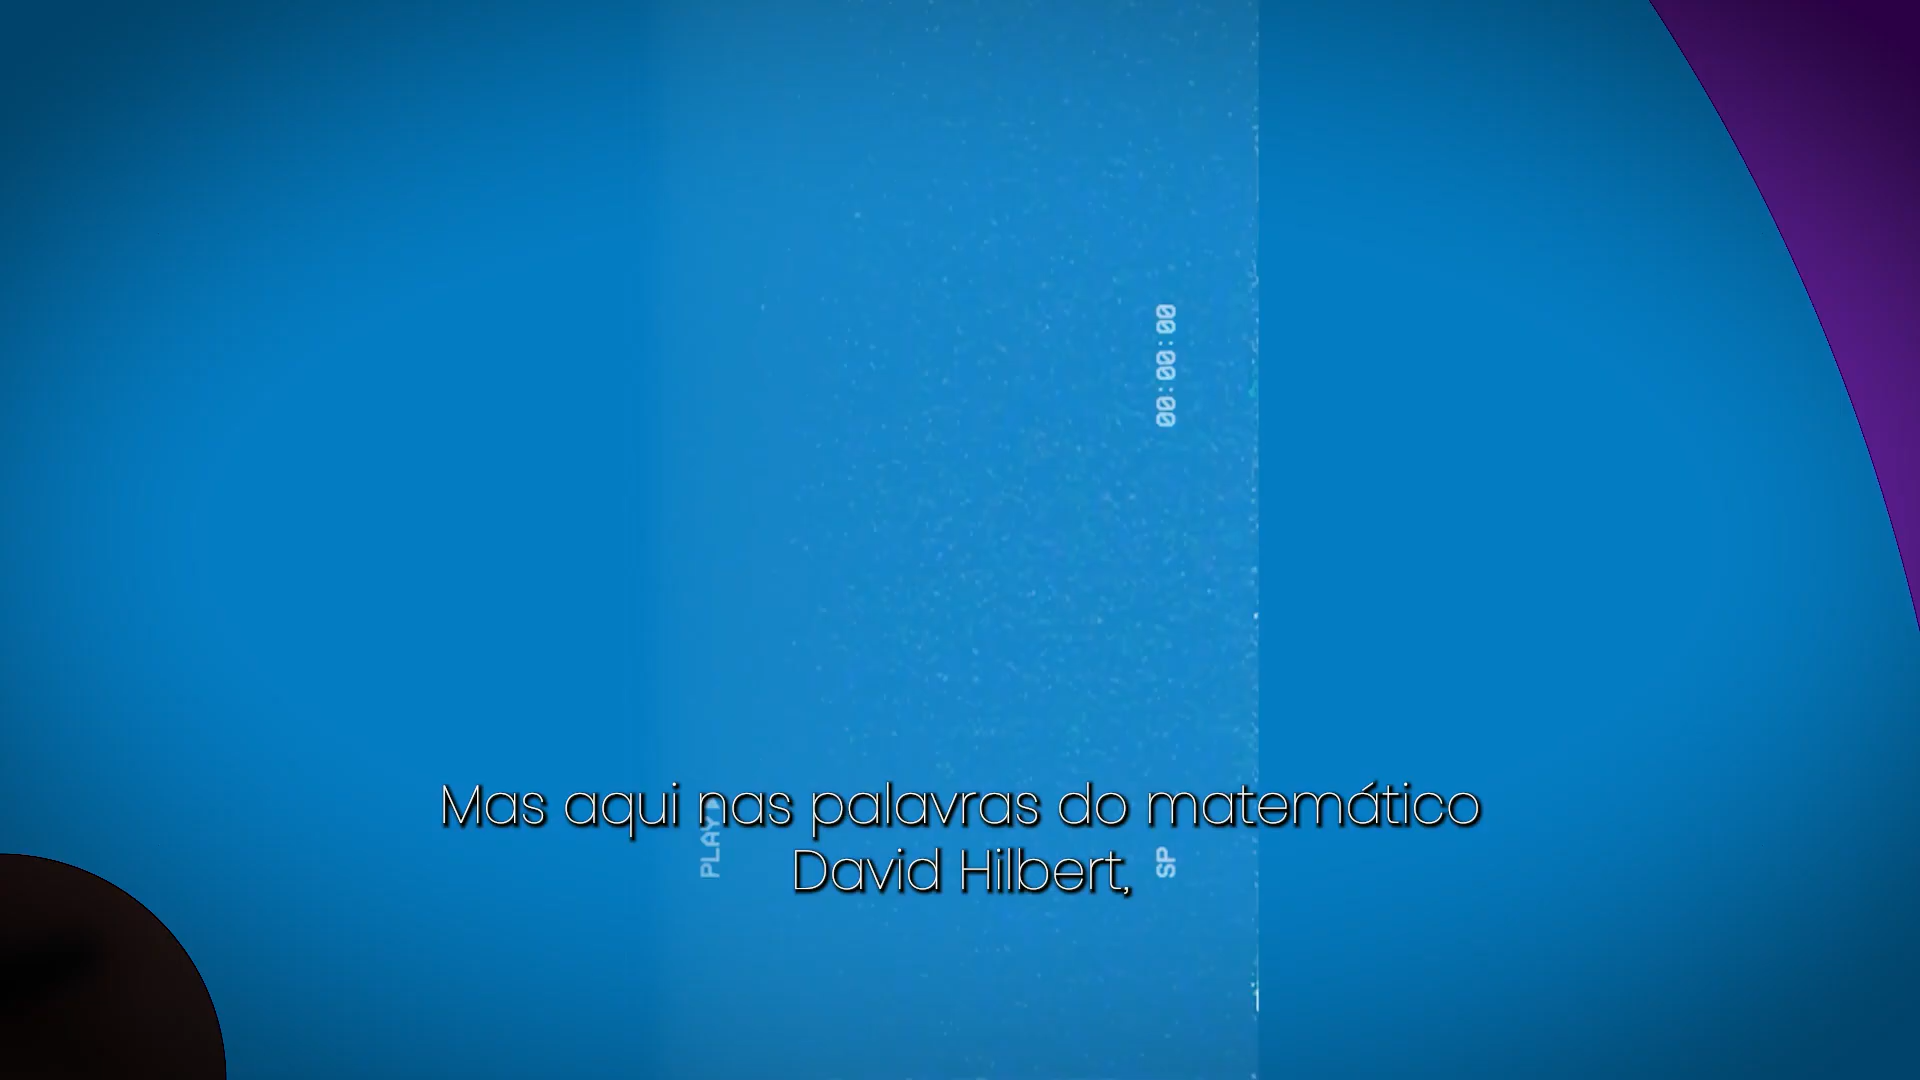 00:00:00
Mas aqui nas palavras do matemático
David Hilbert,
PLAY
SP